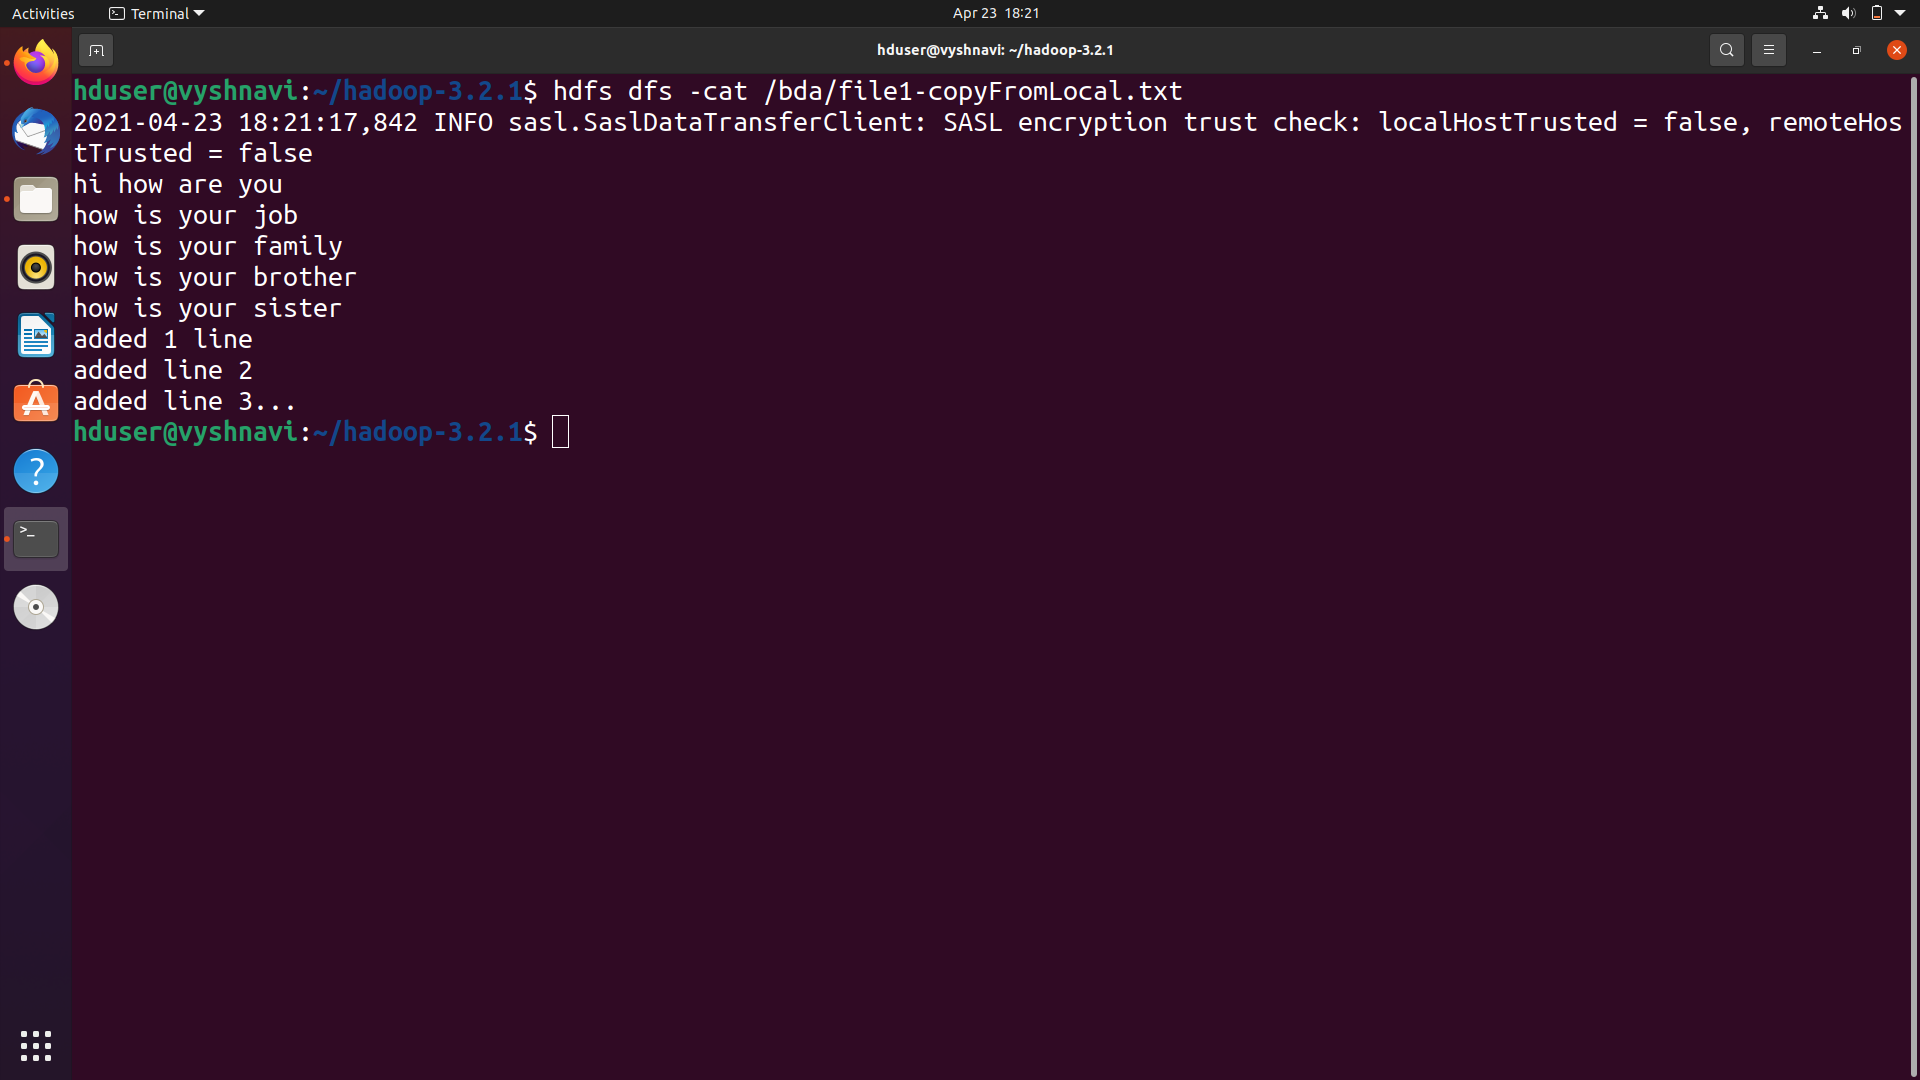 Activities
Terminal
Apr 23 18:21
hduser@vyshnavi: ~/hadoop-3.2.1
hduser@vyshnavi:~/hadoop-3.2.1$ hdfs dfs -cat /bda/file1-copyFromLocal.txt
2021-04-23 18:21:17,842 INFO sasl.SaslDataTransferClient: SASL encryption trust check: localHostTrusted = false, remoteHos
tTrusted = false
hi how are you
how is your job
how is your family
how is your brother
how is your sister
added 1 line
added line 2
added line 3...
hduser@vyshnavi:~/hadoop-3.2.1$